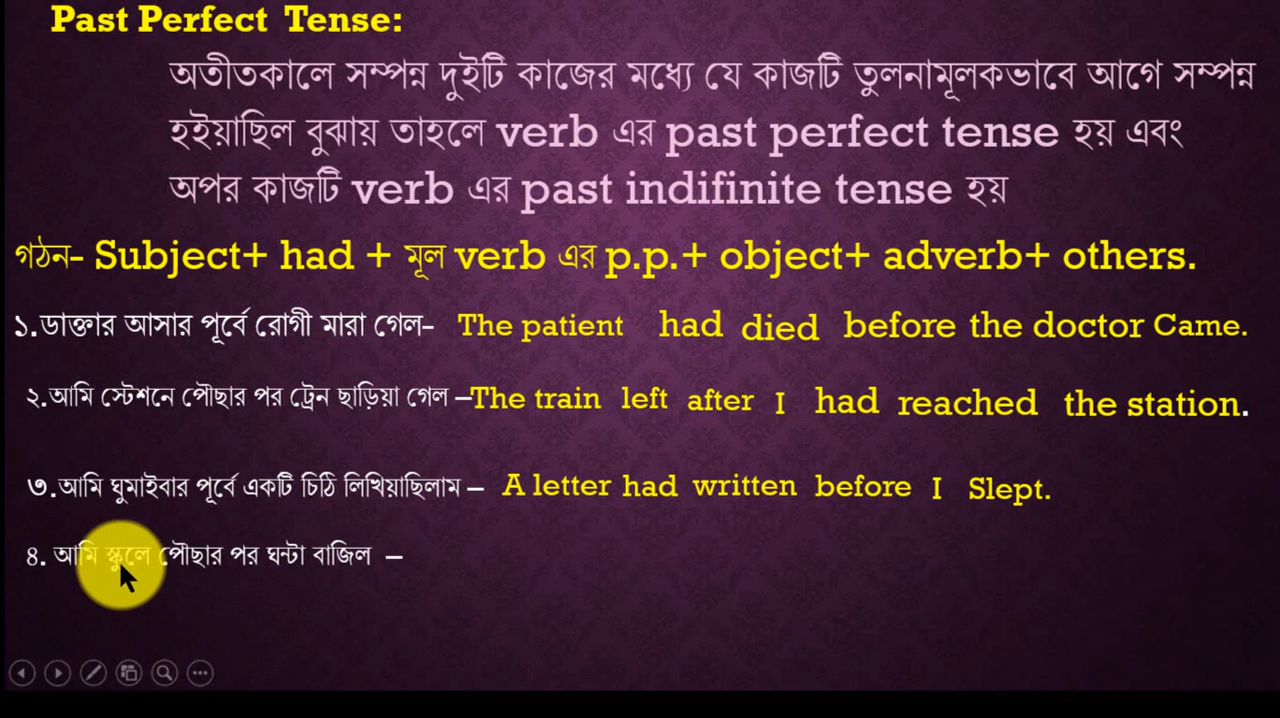 Past Perfect Tense:
অতীতকালে সম্পন্ন দুইটি কাজের মধ্যে যে কাজটি তুলনামূলকভাবে আগে সম্পন্ন
হইয়াছিল বুঝায় তাহলে verb এর past perfect tense হয় এবং
অপর কাজটি verb এর past indifinite tense হয়
গঠন- Subject+ had + মূল verb এর p.p.+ object+ adverb+ others.
১.ডাক্তার আসার পূর্বে রোগী মারা গেল- The patient had died before the doctor Came.
২.আমি স্টেশনে পৌছার পর ট্রেন ছাড়িয়া গেল –The train left after I had reached the station.
৩.আমি ঘুমাইবার পূর্বে একটি চিঠি লিখিয়াছিলাম – A letter had written before I Slept.
৪. আমি স্কুলে পৌছার পর ঘন্টা বাজিল –